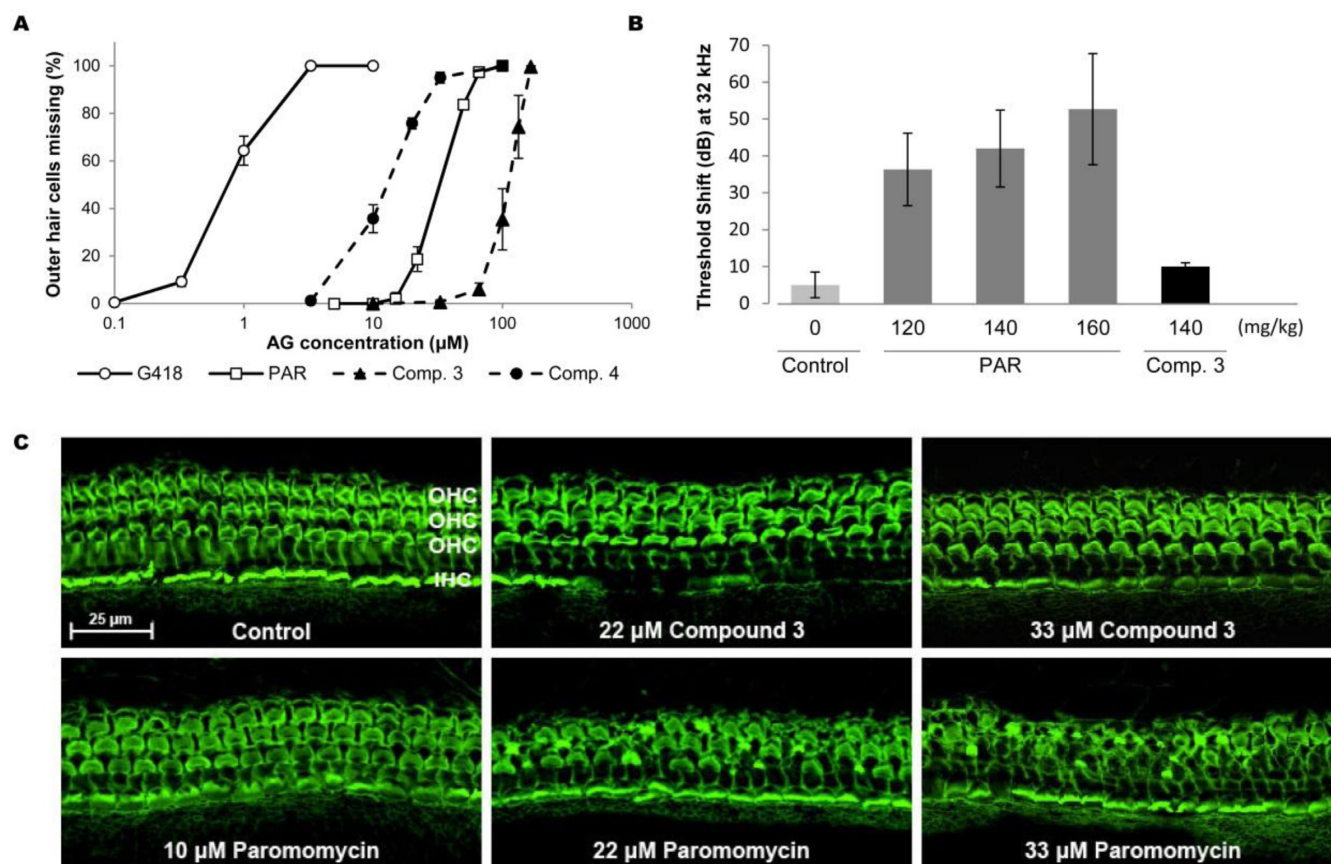 A
Outer hair cells missing (%)
110
100
80
60
40
20
0
0.1 1 10 100 1000
AG concentration (µM)
G418 PAR Comp. 3 Comp. 4
B
Threshold Shift (dB) at 32 kHz
70
60
50
40
30
20
10
0
0 120 140 160 140 (mg/kg)
Control PAR Comp. 3
C
OHC
OHC
OHC
IHC
25 µm
Control
22 µM Compound 3
33 µM Compound 3
10 µM Paromomycin
22 µM Paromomycin
33 µM Paromomycin